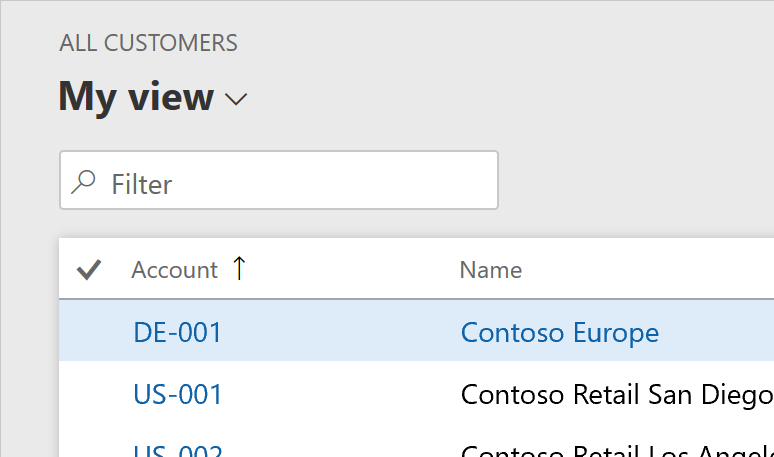 ALL CUSTOMERS
My view
Filter
Account Name
DE-001 Contoso Europe
US-001 Contoso Retail San Diego
US-002 Contoso Retail Los Angel